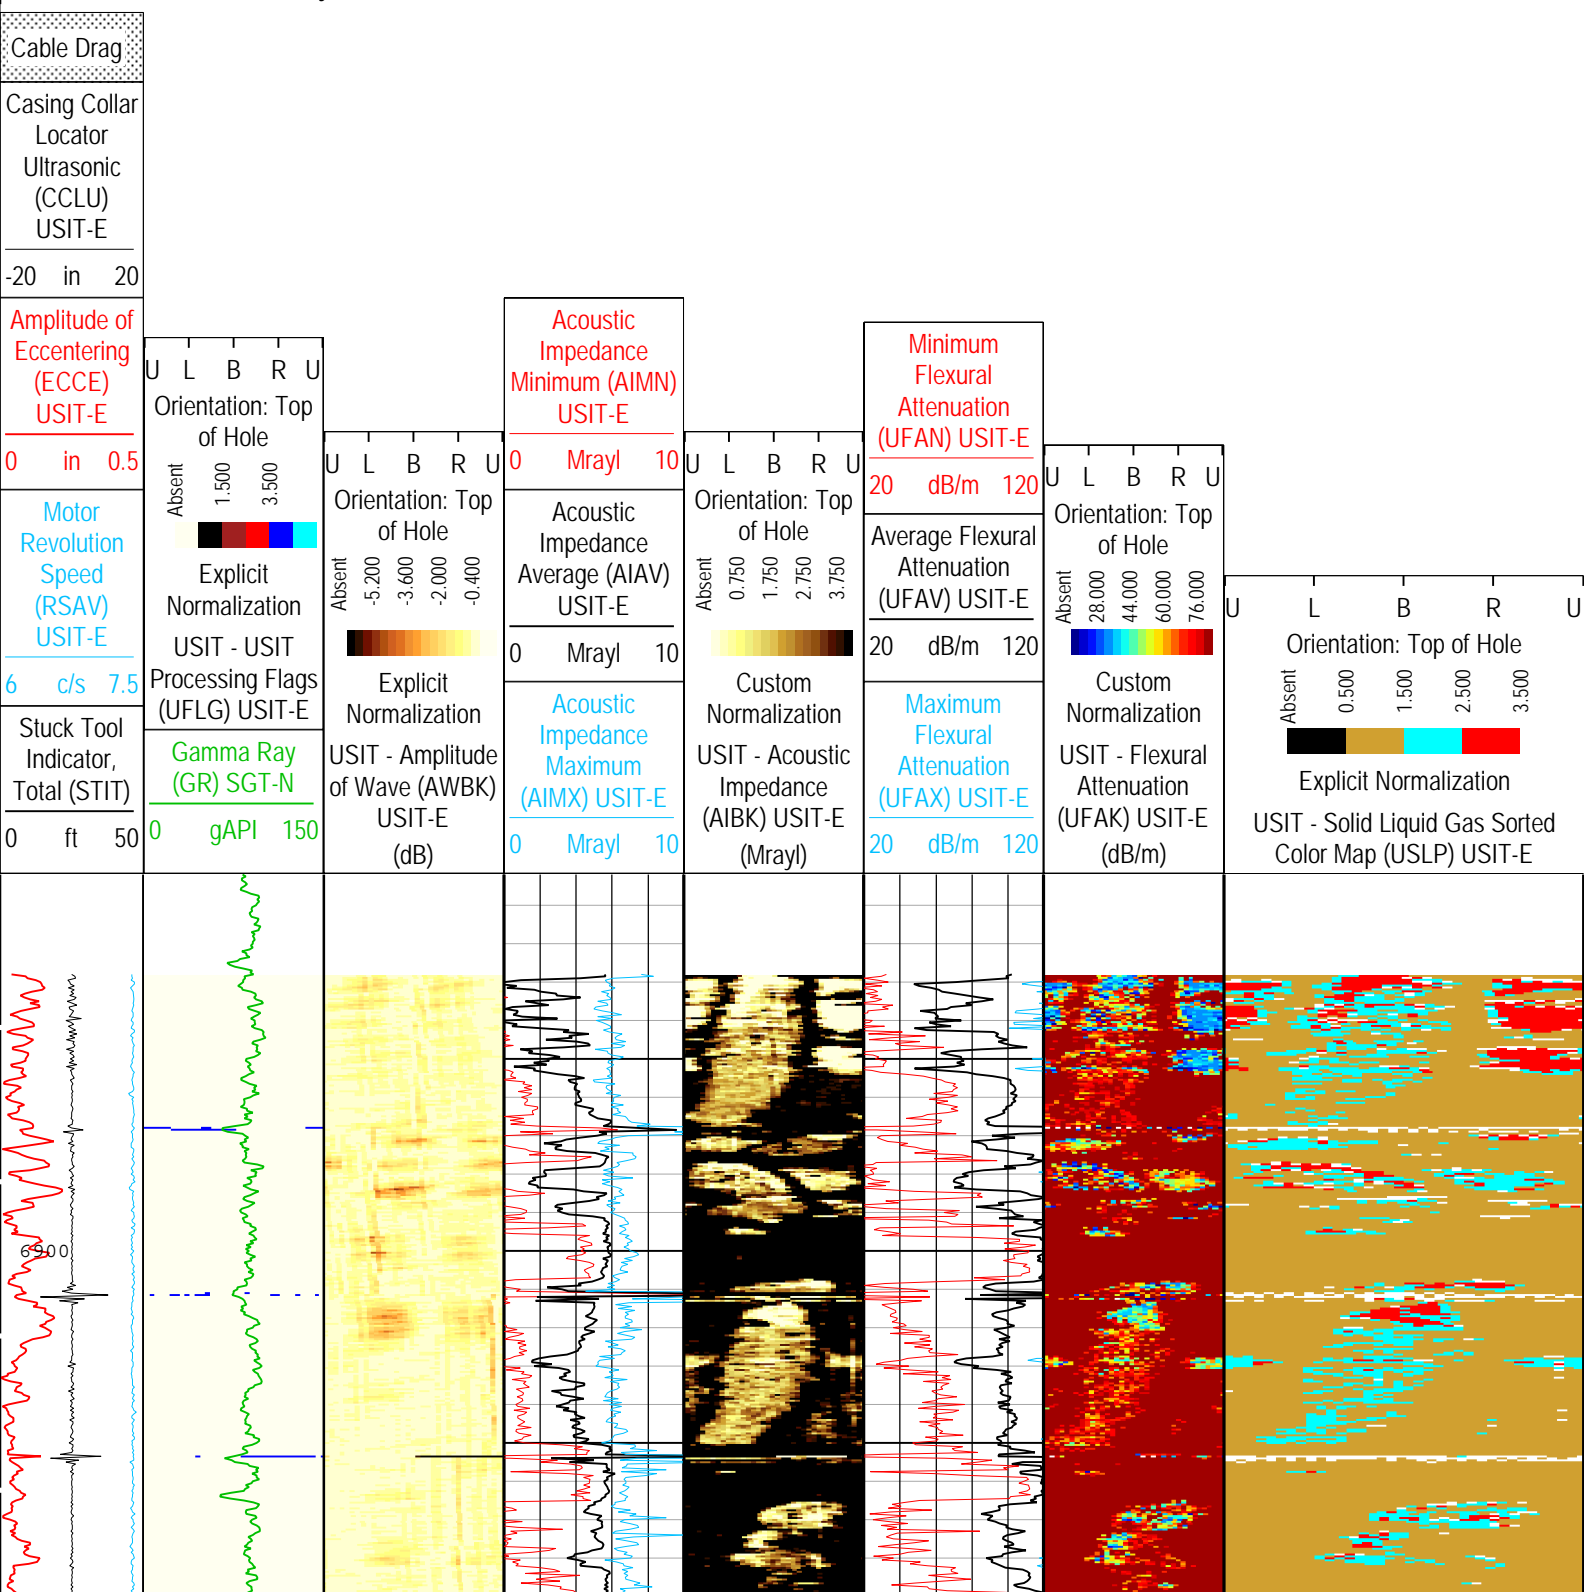 Cable Drag
Casing Collar
Locator
Ultrasonic
(CCLU)
USIT-E
-20 in 20
Amplitude of
Eccentering
(ECCE)
USIT-E
0 in 0.5
Motor
Revolution
Speed
(RSAV)
USIT-E
6 c/s 7.5
Stuck Tool
Indicator,
Total (STIT)
0 ft 50
U L B R U
Orientation: Top
of Hole
Absent 1.500 3.500
Explicit
Normalization
USIT - USIT
Processing Flags
(UFLG) USIT-E
Gamma Ray
(GR) SGT-N
0 gAPI 150
U L B R U
Orientation: Top
of Hole
Absent -5.200 -3.600 -2.000 -0.400
Explicit
Normalization
USIT - Amplitude
of Wave (AWBK)
USIT-E
(dB)
Acoustic
Impedance
Minimum (AIMN)
USIT-E
0 Mrayl 10
Acoustic
Impedance
Average (AIAV)
USIT-E
0 Mrayl 10
Acoustic
Impedance
Maximum
(AIMX) USIT-E
0 Mrayl 10
U L B R U
Orientation: Top
of Hole
Absent 0.750 1.750 2.750 3.750
Custom
Normalization
USIT - Acoustic
Impedance
(AIBK) USIT-E
(Mrayl)
Minimum
Flexural
Attenuation
(UFAN) USIT-E
20 dB/m 120
Average Flexural
Attenuation
(UFAV) USIT-E
20 dB/m 120
Maximum
Flexural
Attenuation
(UFAX) USIT-E
20 dB/m 120
U L B R U
Orientation: Top
of Hole
Absent 28.000 44.000 60.000 76.000
Custom
Normalization
USIT - Flexural
Attenuation
(UFAK) USIT-E
(dB/m)
U L B R U
Orientation: Top of Hole
Absent 0.500 1.500 2.500 3.500
Explicit Normalization
USIT - Solid Liquid Gas Sorted
Color Map (USLP) USIT-E
6900